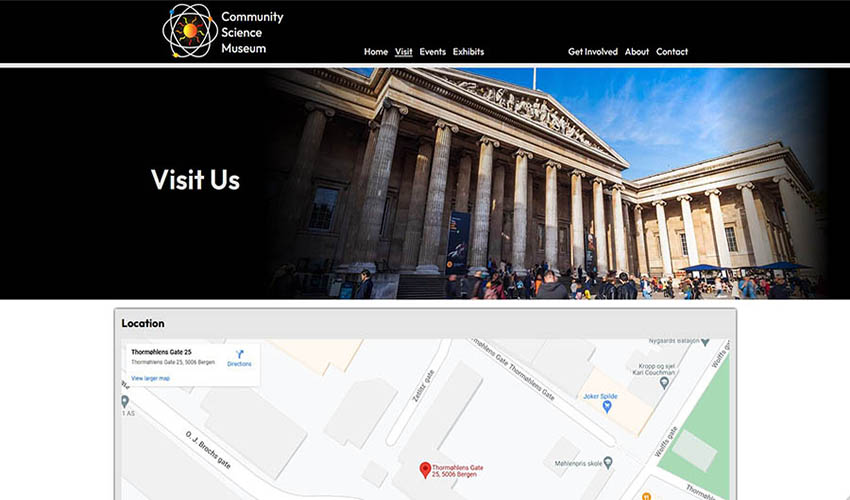 Community
Science
Museum
Home Visit Events Exhibits Get Involved About Contact
Visit Us
Location
Thormøhlens Gate 25
Thormøhlens Gate 25, 5006 Bergen
Directions
View larger map
1 AS
O. J. Brochs gate
Zetlitz' gate
Thormøhlens Gate
Thormøhlens Gate
25, 5006 Bergen
Joker Spilde
Kropp og sjel
Kari Couchman
Møhlenpris skole
Wolffs gate
Wolffs gate
Thormøhlens